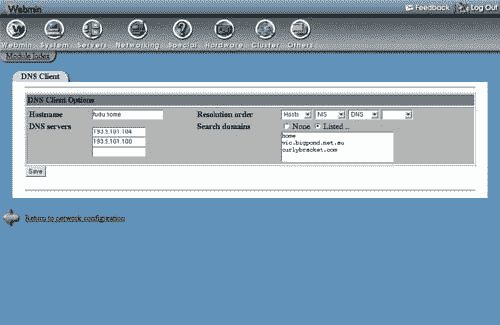 Webmin
Feedback Log Out
Webmin System Servers Networking Special Hardware Cluster Others
Module Index
DNS Client
DNS Client Options
Hostname fudu.home Resolution order Hosts NIS DNS
DNS servers Search domains None Listed ..
193.3.101.104 home
193.3.101.100 vic.bigpond.net.au
curlybracket.com
Save
Return to network configuration